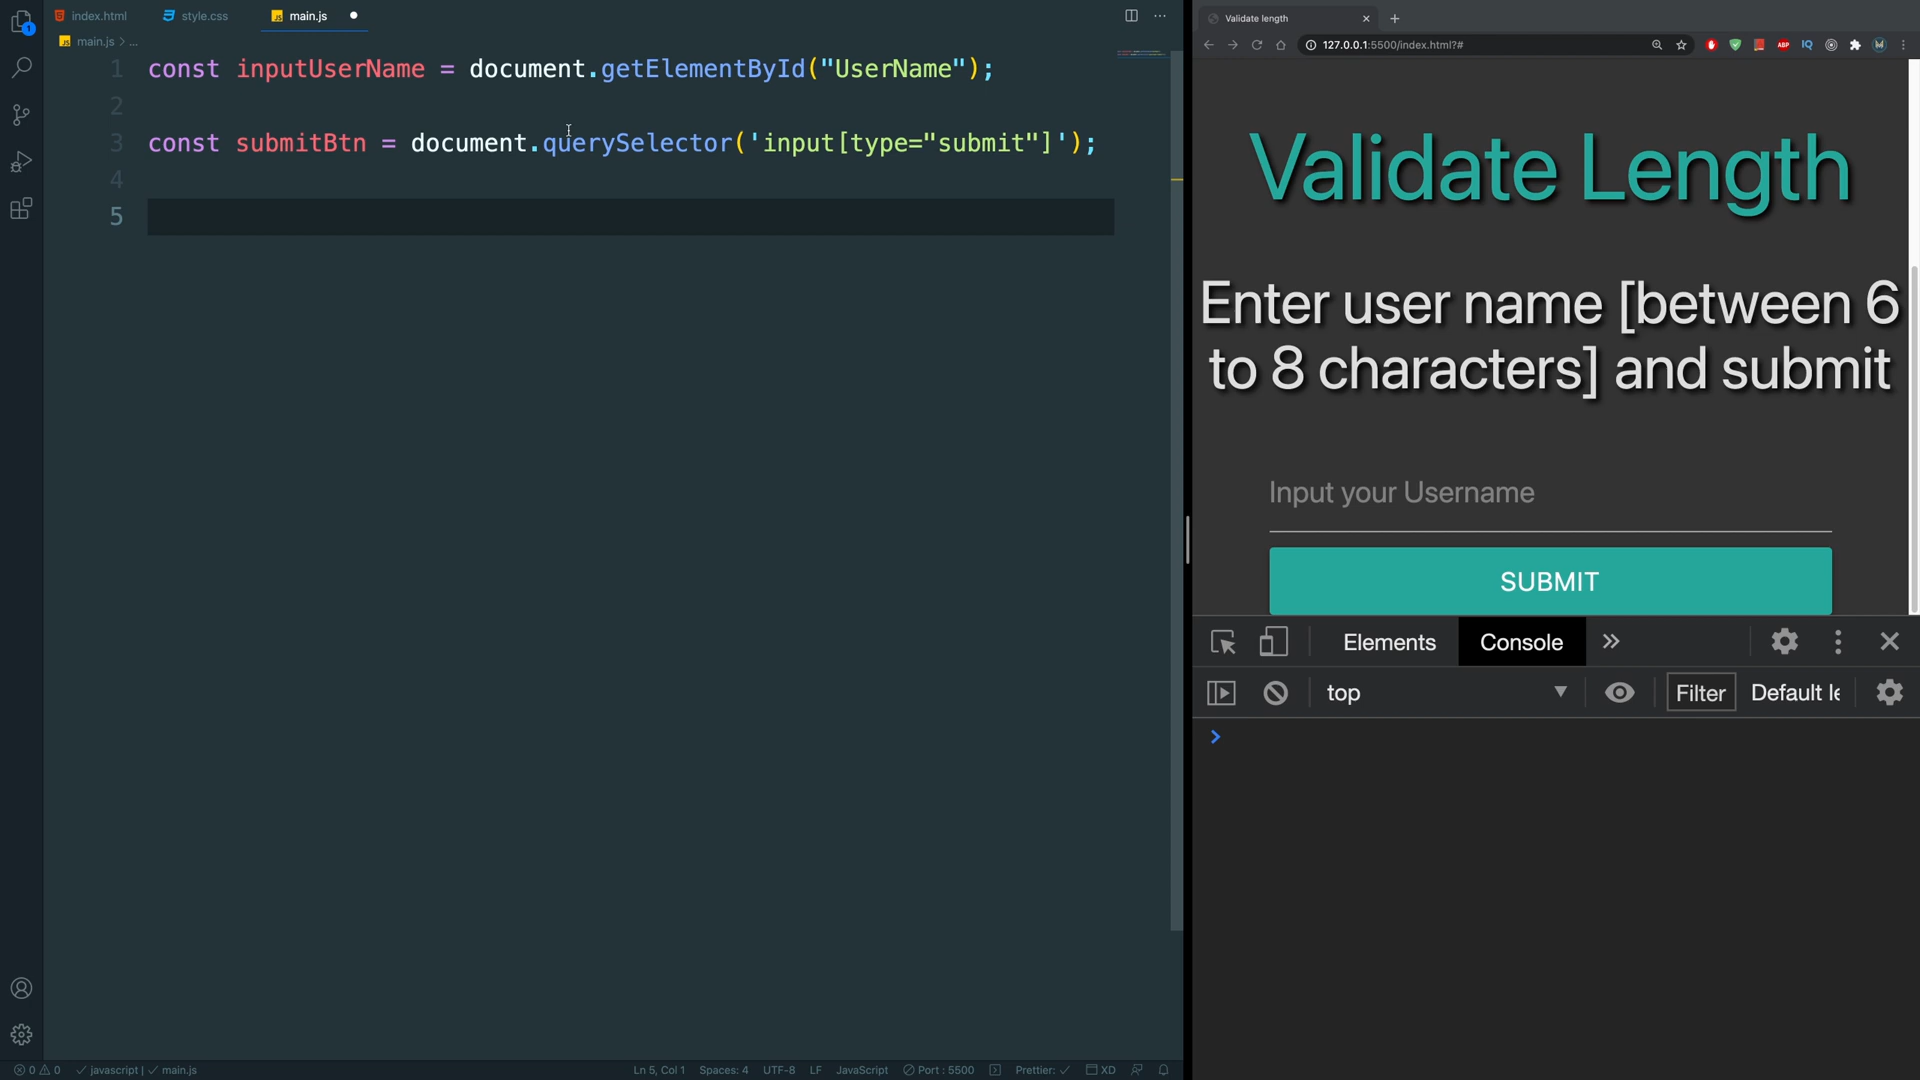 index.html
style.css
main.js
main.js > ...
1 const inputUserName = document.getElementById("UserName");
2
3 const submitBtn = document.querySelector('input[type="submit"]');
4
5
0 0 javascript | main.js
Ln 5, Col 1 Spaces: 4 UTF-8 LF JavaScript Port : 5500 Prettier: XD
Validate length
127.0.0.1:5500/index.html?#
ABP
IQ
M
Validate Length
Enter user name [between 6
to 8 characters] and submit
Input your Username
SUBMIT
Elements Console
top Filter Default le